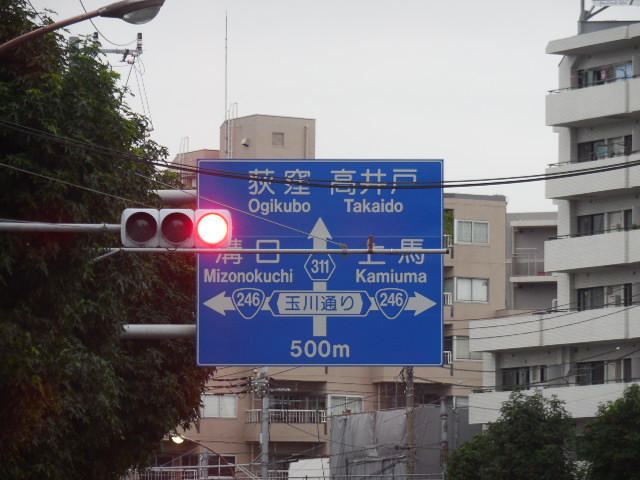 荻窪 高井戸
Ogikubo Takaido
溝口 上馬
Mizonokuchi 311 Kamiuma
246 玉川通り 246
500m